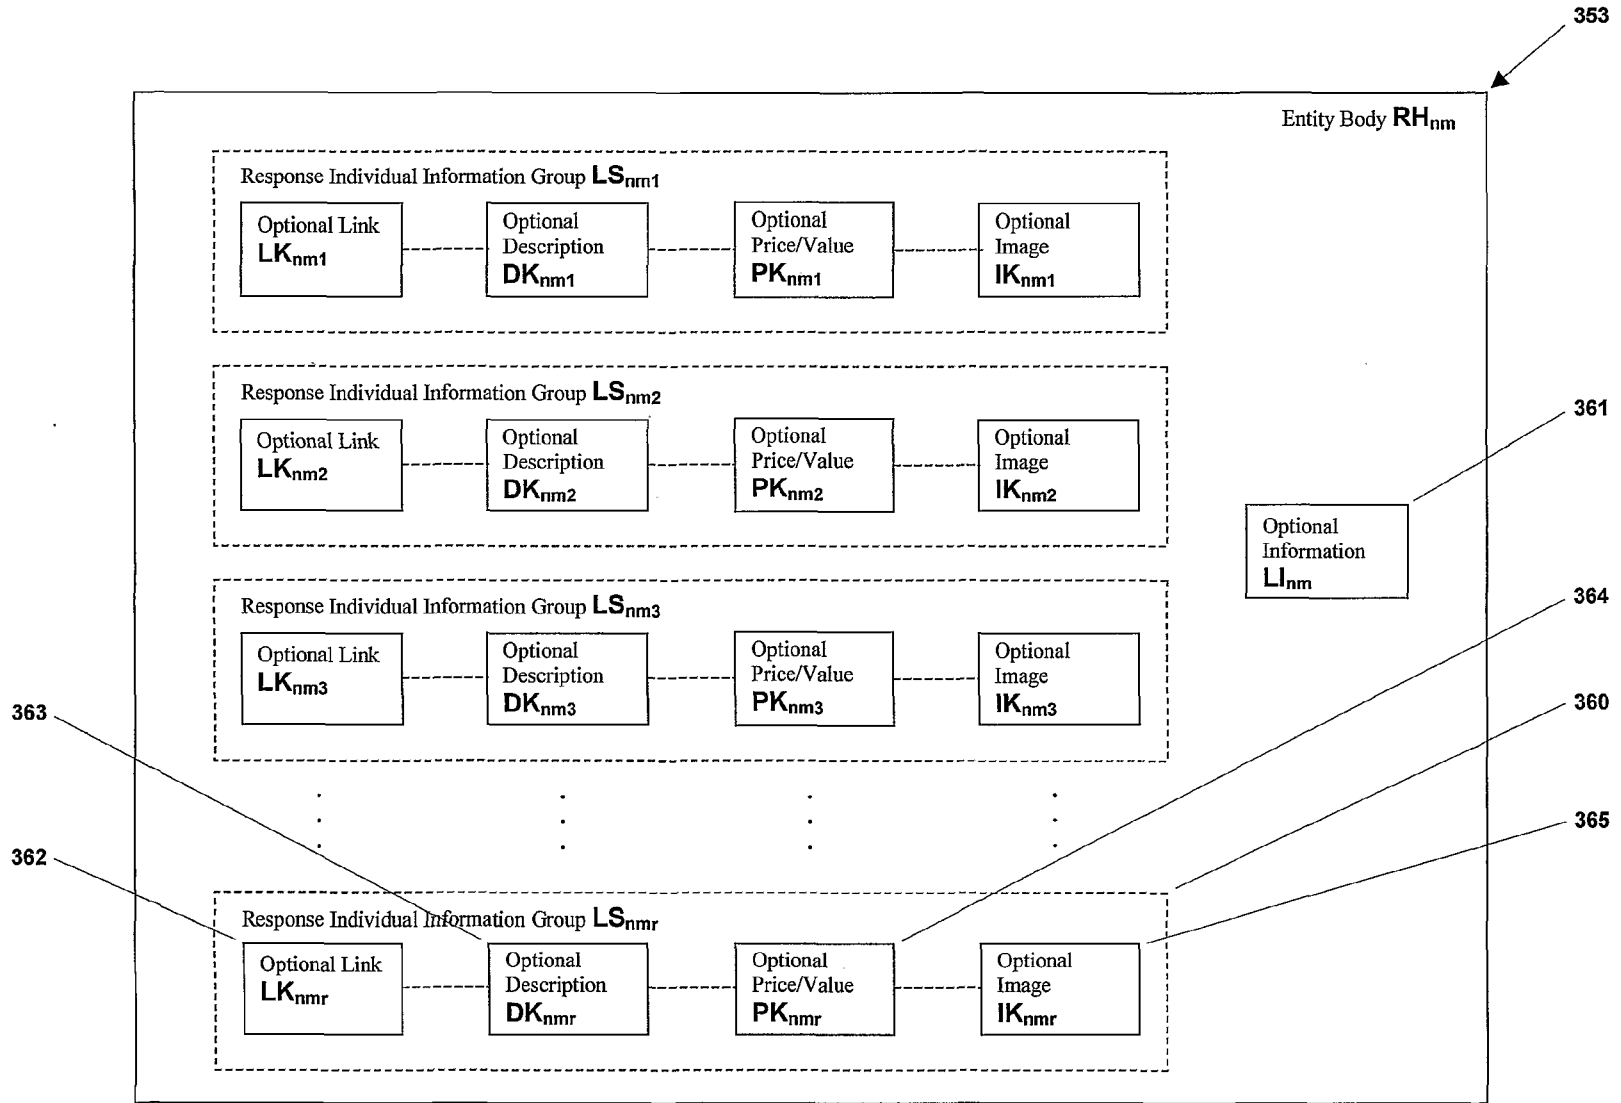 353
Entity Body RHnm
Response Individual Information Group LSnm1
Optional Link
LKnm1
Optional
Description
DKnm1
Optional
Price/Value
PKnm1
Optional
Image
IKnm1
Response Individual Information Group LSnm2
Optional Link
LKnm2
Optional
Description
DKnm2
Optional
Price/Value
PKnm2
Optional
Image
IKnm2
361
Optional
Information
LInm
Response Individual Information Group LSnm3
Optional Link
LKnm3
Optional
Description
DKnm3
Optional
Price/Value
PKnm3
Optional
Image
IKnm3
364
363
360
365
362
Response Individual Information Group LSnmr
Optional Link
LKnmr
Optional
Description
DKnmr
Optional
Price/Value
PKnmr
Optional
Image
IKnmr